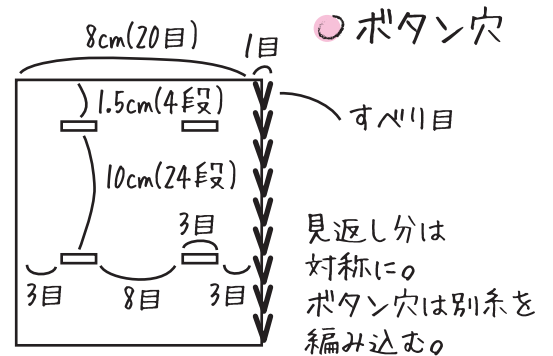 ボタン穴
8cm(20目)
1目
1.5cm(4段)
すべり目
10cm(24段)
3目
3目
8目
3目
見返し分は
対称に。
ボタン穴は別糸を
編み込む。